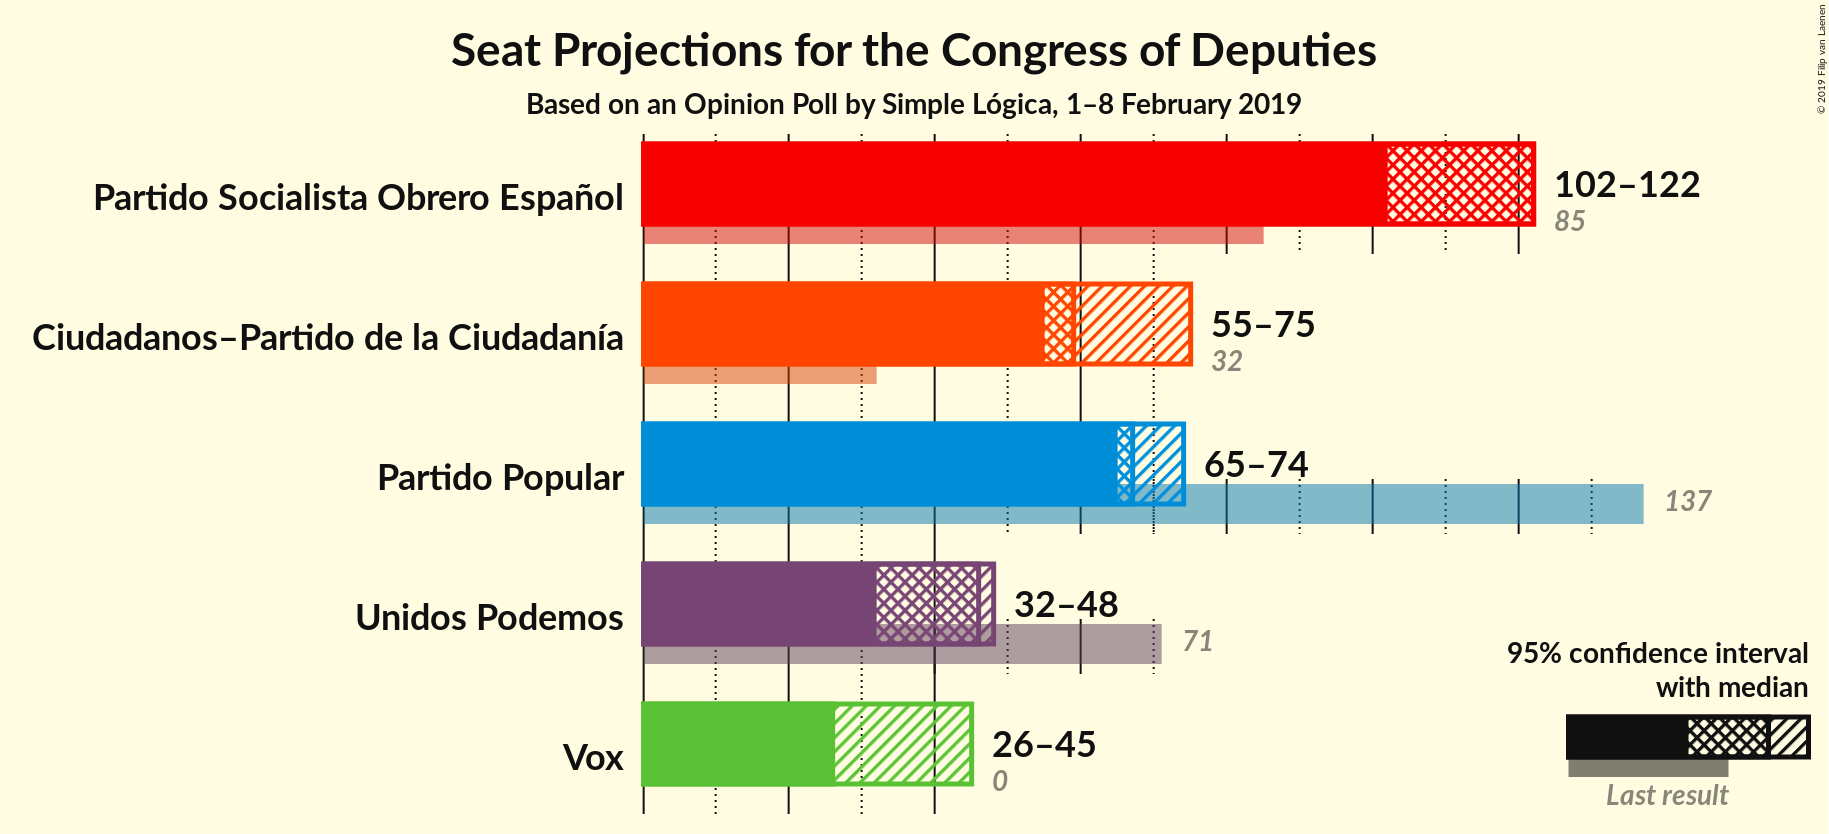 Seat Projections for the Congress of Deputies
Based on an Opinion Poll by Simple Lógica, 1–8 February 2019
© 2019 Filip van Laenen
Partido Socialista Obrero Español
102–122
85
Ciudadanos–Partido de la Ciudadanía
55–75
32
Partido Popular
65–74
137
Unidos Podemos
32–48
71
Vox
26–45
0
95% confidence interval
with median
Last result